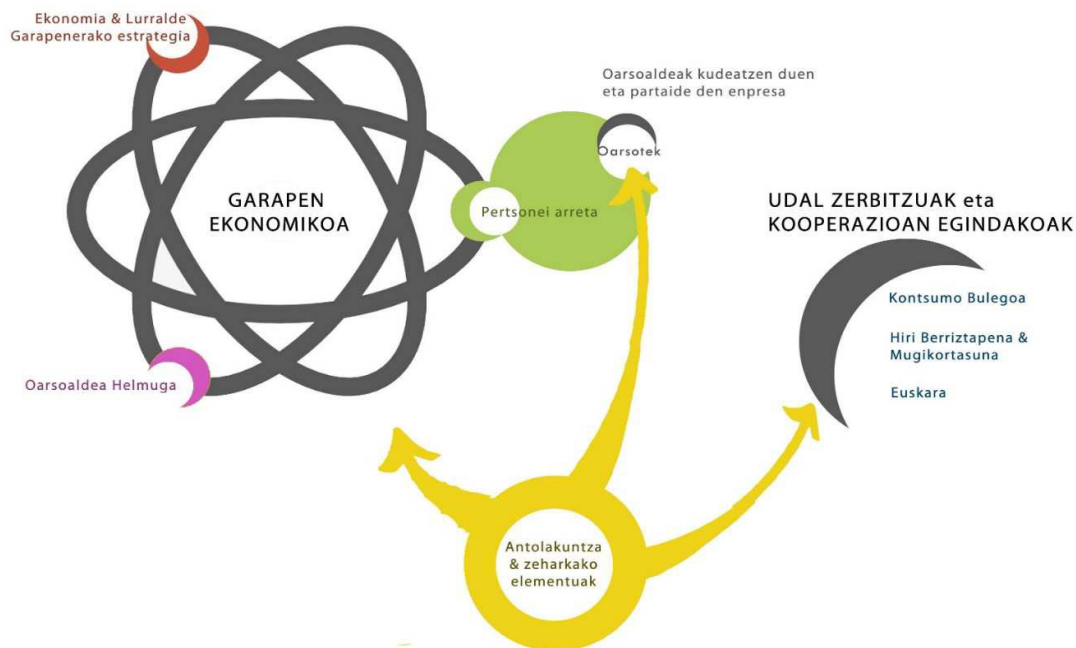 Ekonomia & Lurralde
Garapenerako estrategia
Oarsoaldeak kudeatzen duen
eta partaide den enpresa
Oarsotek
GARAPEN
EKONOMIKOA
Pertsonei arreta
UDAL ZERBITZUAK eta
KOOPERAZIOAN EGINDAKOAK
Kontsumo Bulegoa
Hiri Berriztapena &
Mugikortasuna
Euskara
Oarsoaldea Helmuga
Antolakuntza
& zeharkako
elementuak